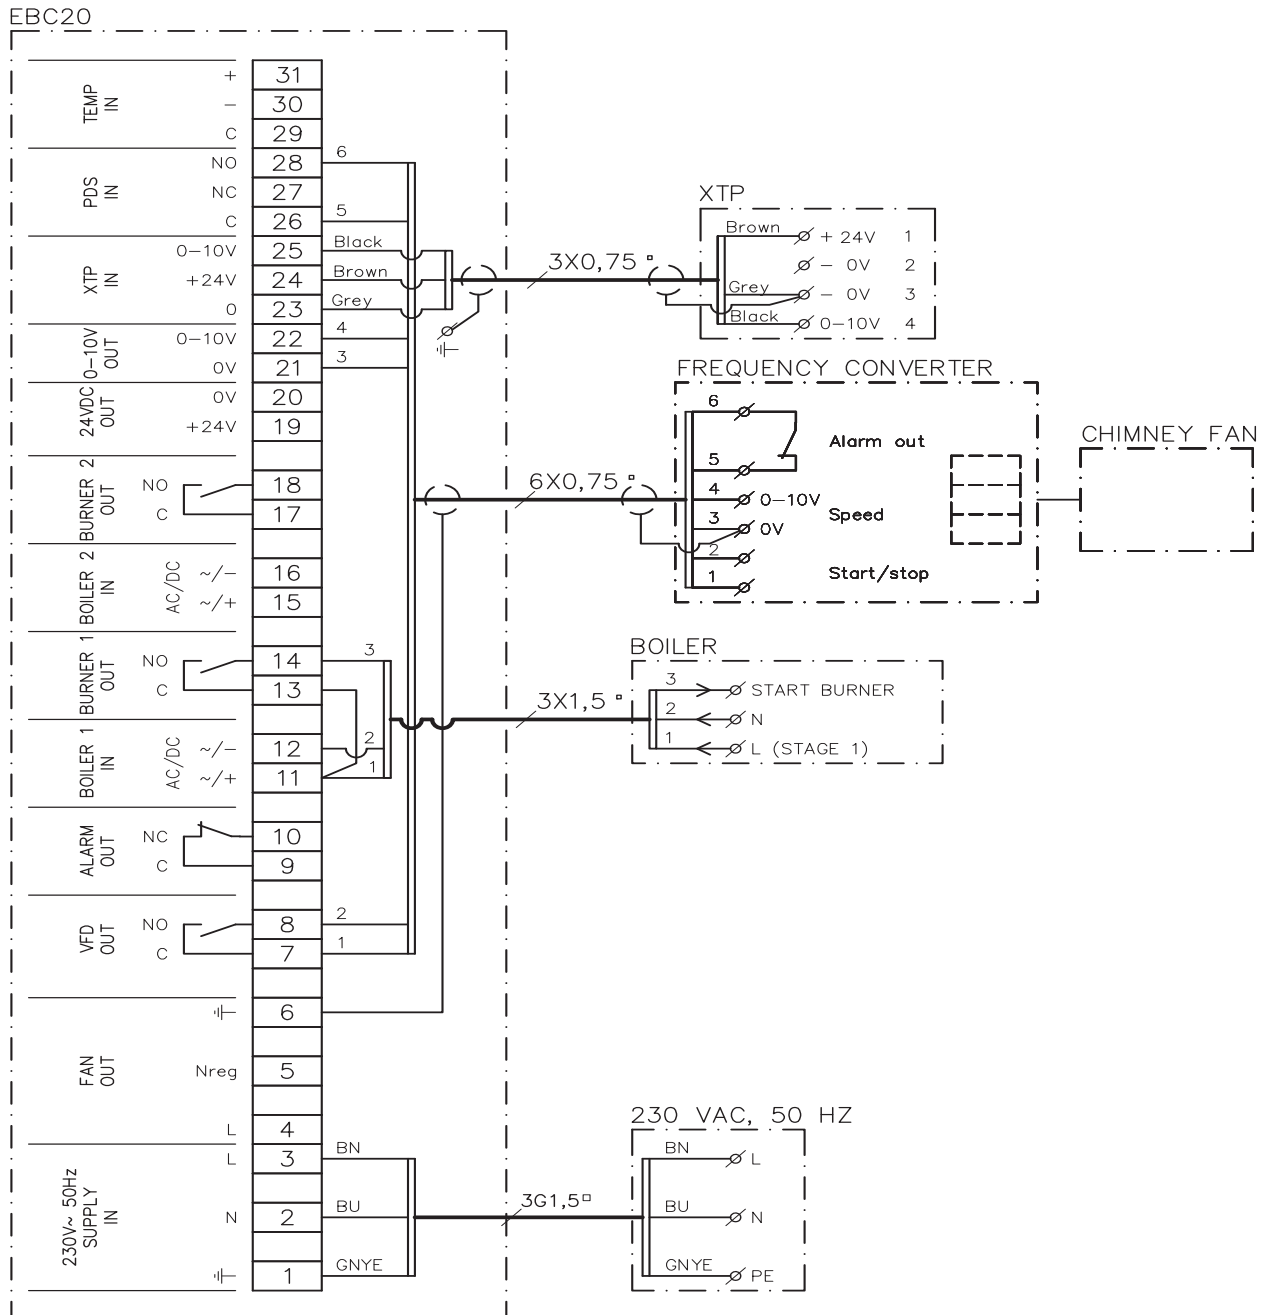 EBC20
TEMP IN
+ 31
− 30
C 29
PDS IN
NO 28 6
NC 27
C 26 5
XTP IN
0−10V 25 Black
+24V 24 Brown
0 23 Grey
0−10V OUT
0−10V 22 4
0V 21 3
24VDC OUT
0V 20
+24V 19
BURNER 2 OUT
NO 18
C 17
BOILER 2 IN
AC/DC
~/− 16
~/+ 15
BURNER 1 OUT
NO 14 3
C 13
BOILER 1 IN
AC/DC
~/− 12 2
~/+ 11 1
ALARM OUT
NC 10
C 9
VFD OUT
NO 8 2
C 7 1
FAN OUT
6
Nreg 5
L 4
230V~ 50Hz SUPPLY IN
L 3 BN
N 2 BU
1 GNYE
3X0,75 □
XTP
Brown + 24V 1
− 0V 2
Grey − 0V 3
Black 0−10V 4
6X0,75 □
FREQUENCY CONVERTER
6
Alarm out
5
4 0−10V
Speed
3 0V
2
Start/stop
1
CHIMNEY FAN
3X1,5 □
BOILER
3 START BURNER
2 N
1 L (STAGE 1)
3G1,5□
230 VAC, 50 HZ
BN L
BU N
GNYE PE